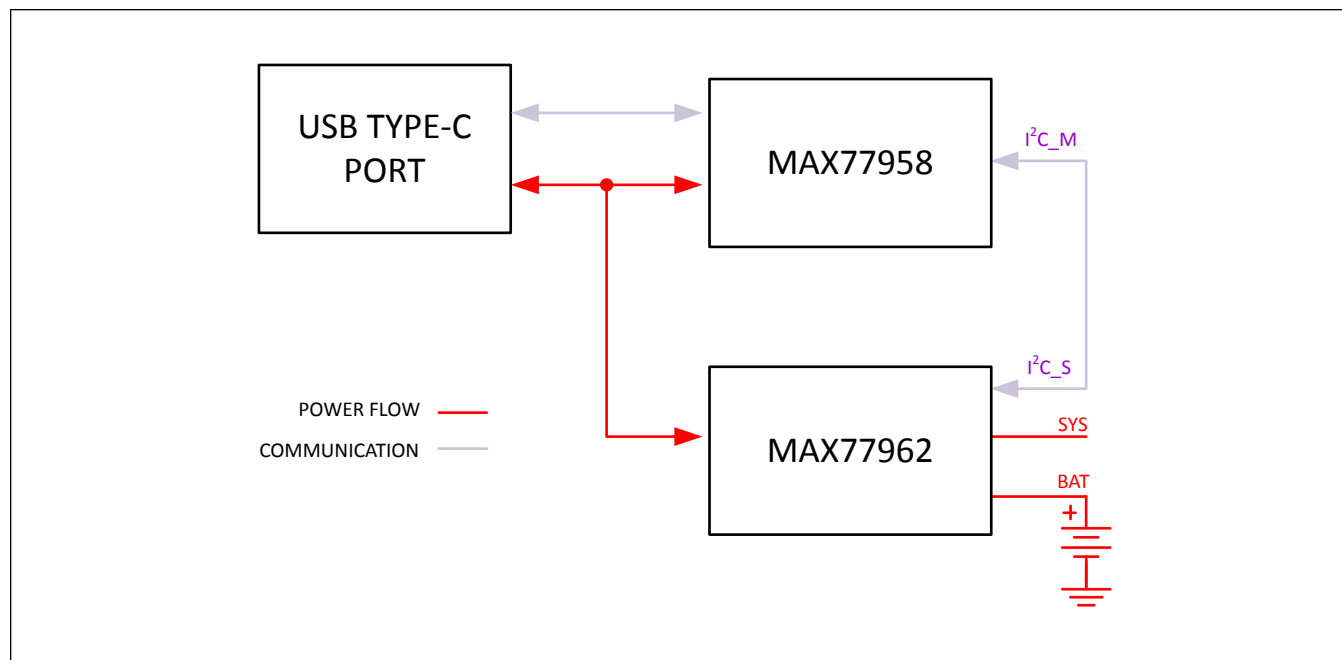 USB TYPE-C
PORT
MAX77958
I²C_M
I²C_S
POWER FLOW
COMMUNICATION
MAX77962
SYS
BAT
+